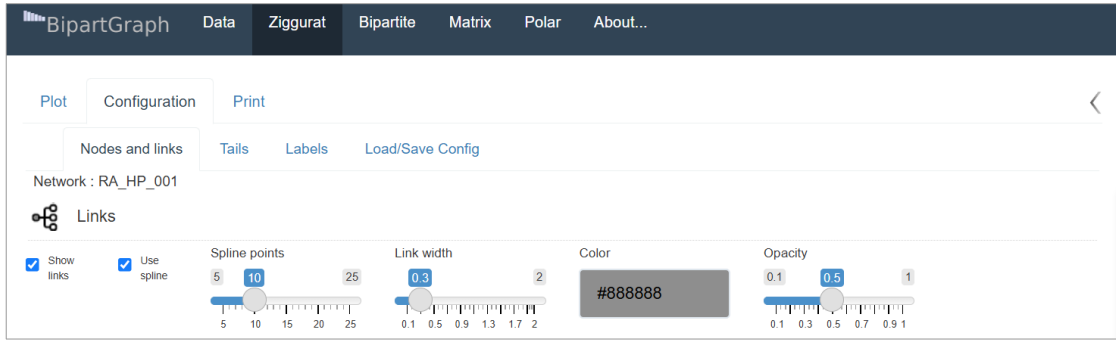 BipartGraph Data Ziggurat Bipartite Matrix Polar About...
Plot Configuration Print
Nodes and links Tails Labels Load/Save Config
Network : RA_HP_001
Links
Show links Use spline
Spline points
5 10 25
5 10 15 20 25
Link width
0.3 2
0.1 0.5 0.9 1.3 1.7 2
Color
#888888
Opacity
0.1 0.5 1
0.1 0.3 0.5 0.7 0.9 1